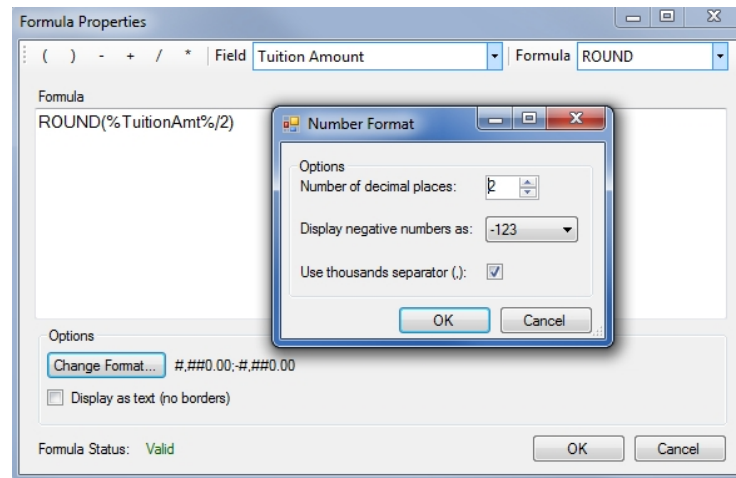 Formula Properties
( ) - + / * Field Tuition Amount Formula ROUND
Formula
ROUND(%TuitionAmt%/2)
Number Format
Options
Number of decimal places: 2
Display negative numbers as: -123
Use thousands separator (,):
OK Cancel
Options
Change Format... #,##0.00;-#,##0.00
Display as text (no borders)
Formula Status: Valid
OK Cancel